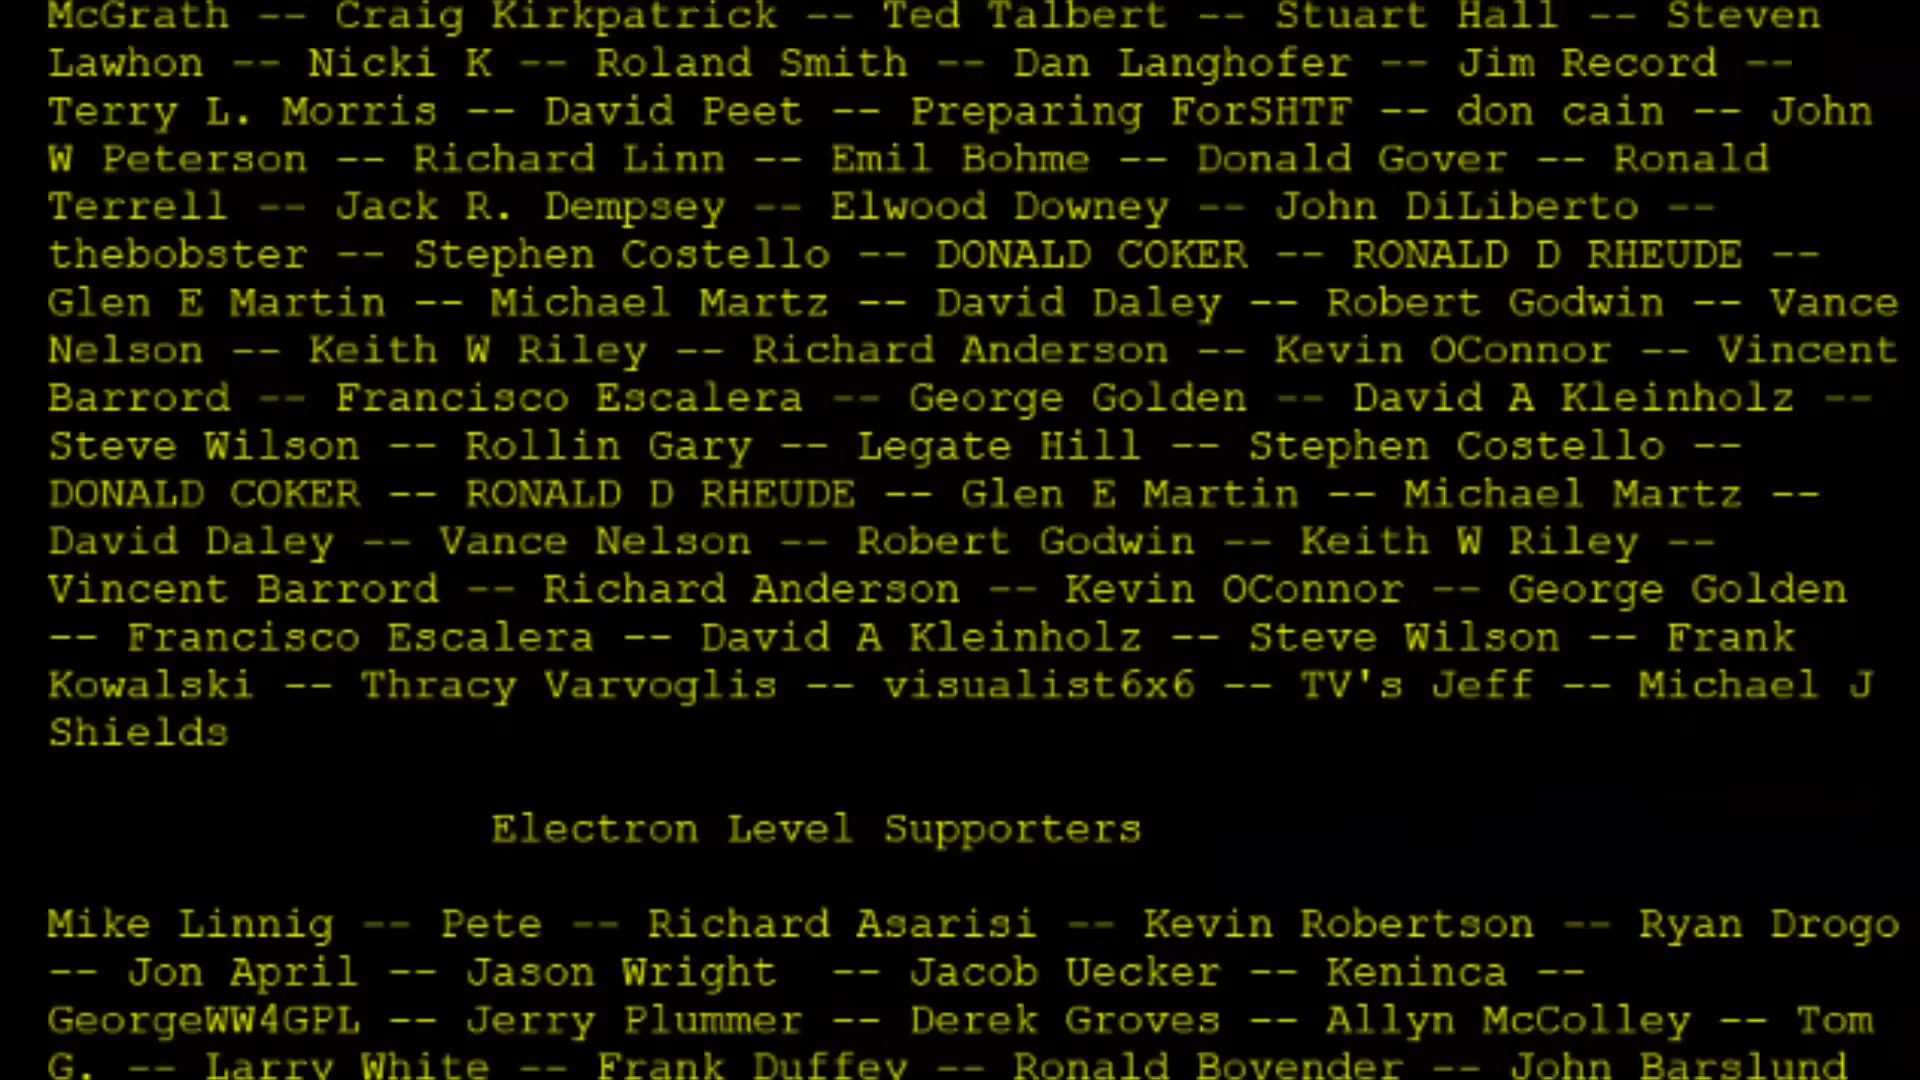 McGrath -- Craig Kirkpatrick -- Ted Talbert -- Stuart Hall -- Steven
Lawhon -- Nicki K -- Roland Smith -- Dan Langhofer -- Jim Record --
Terry L. Morris -- David Peet -- Preparing ForSHTF -- don cain -- John
W Peterson -- Richard Linn -- Emil Bohme -- Donald Gover -- Ronald
Terrell -- Jack R. Dempsey -- Elwood Downey -- John DiLiberto --
thebobster -- Stephen Costello -- DONALD COKER -- RONALD D RHEUDE --
Glen E Martin -- Michael Martz -- David Daley -- Robert Godwin -- Vance
Nelson -- Keith W Riley -- Richard Anderson -- Kevin OConnor -- Vincent
Barrord -- Francisco Escalera -- George Golden -- David A Kleinholz --
Steve Wilson -- Rollin Gary -- Legate Hill -- Stephen Costello --
DONALD COKER -- RONALD D RHEUDE -- Glen E Martin -- Michael Martz --
David Daley -- Vance Nelson -- Robert Godwin -- Keith W Riley --
Vincent Barrord -- Richard Anderson -- Kevin OConnor -- George Golden
-- Francisco Escalera -- David A Kleinholz -- Steve Wilson -- Frank
Kowalski -- Thracy Varvoglis -- visualist6x6 -- TV's Jeff -- Michael J
Shields
Electron Level Supporters
Mike Linnig -- Pete -- Richard Asarisi -- Kevin Robertson -- Ryan Drogo
-- Jon April -- Jason Wright -- Jacob Uecker -- Keninca --
GeorgeWW4GPL -- Jerry Plummer -- Derek Groves -- Allyn McColley -- Tom
G. -- Larry White -- Frank Duffey -- Ronald Bovender -- John Barslund